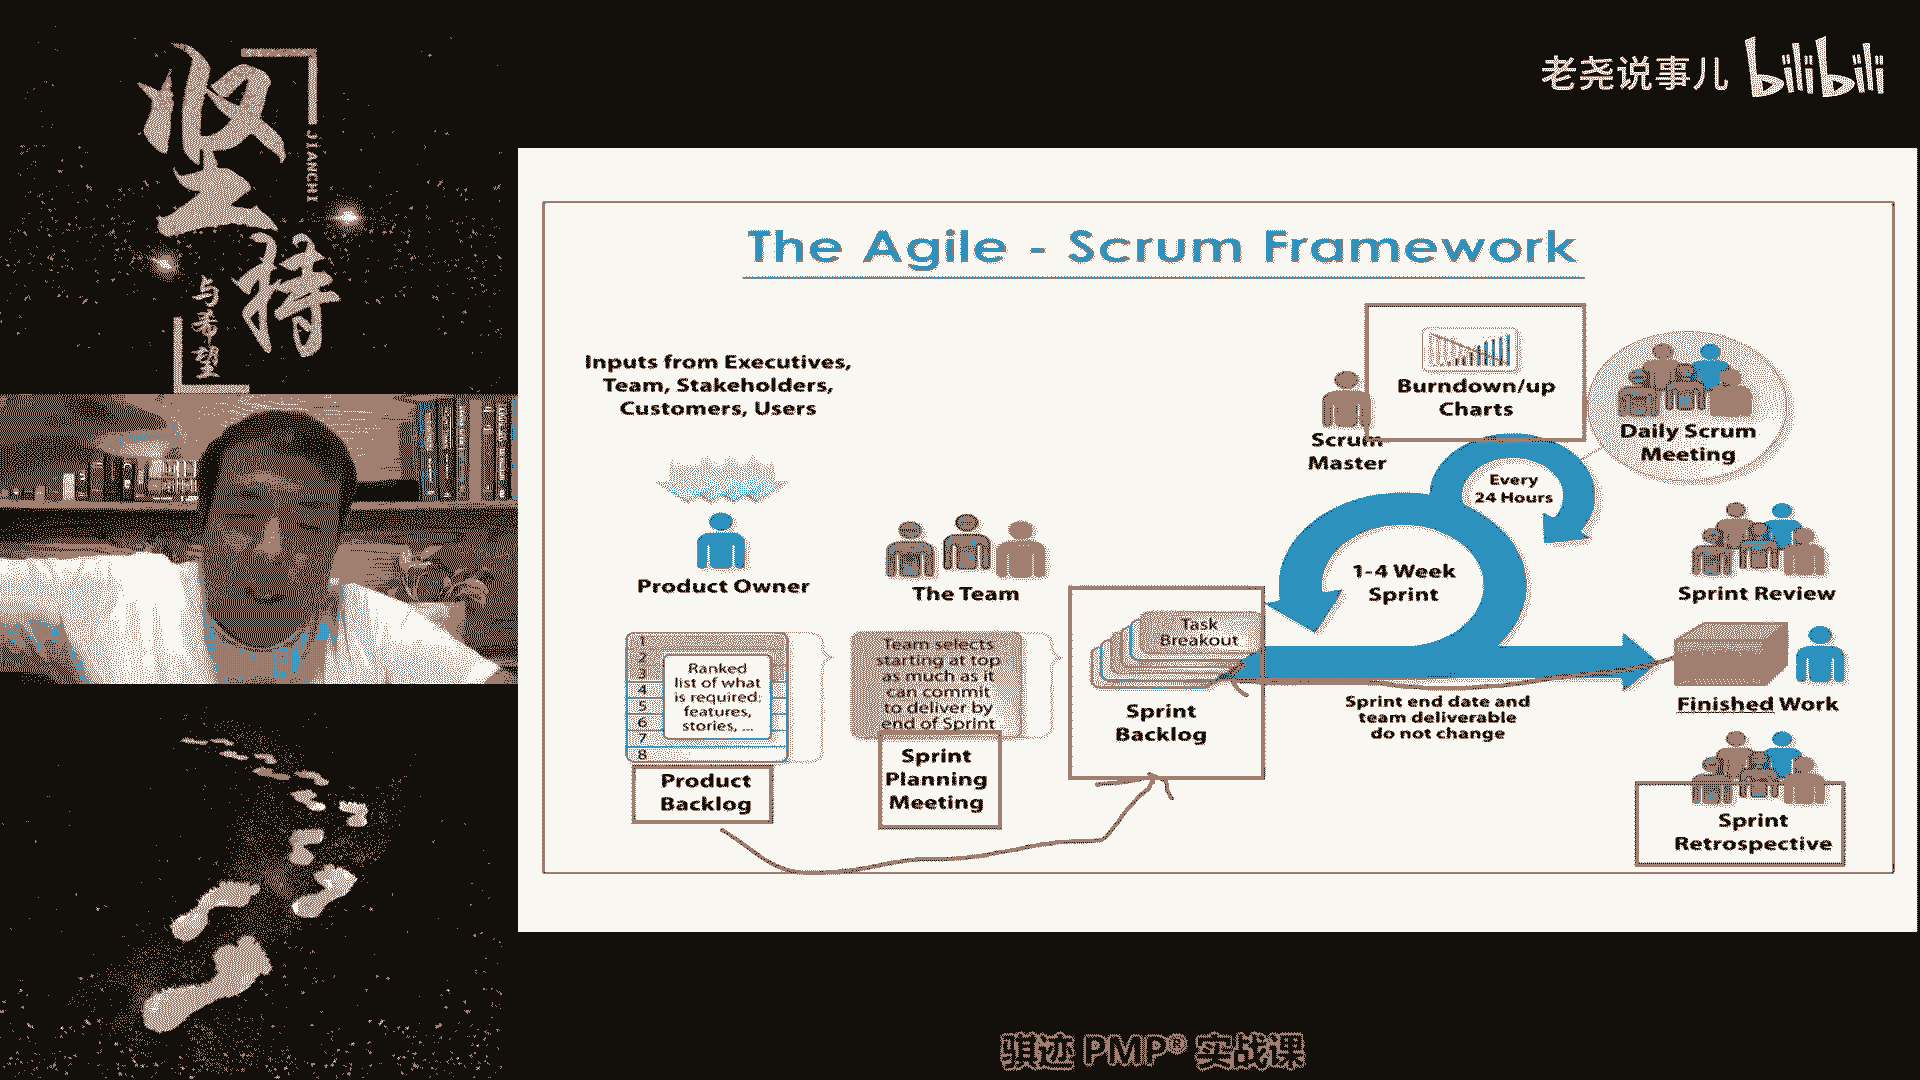 坚持
JIANCHI
与希望
老尧说事儿 bilibili
The Agile - Scrum Framework
Inputs from Executives,
Team, Stakeholders,
Customers, Users
Product Owner
The Team
1
2
3
4
5
6
7
8
Ranked
list of what
is required:
features,
stories, ...
Product
Backlog
Team selects
starting at top
as much as it
can commit
to deliver by
end of Sprint
Sprint
Planning
Meeting
Task
Breakout
Sprint
Backlog
Scrum
Master
Burndown/up
Charts
Daily Scrum
Meeting
Every
24 Hours
1-4 Week
Sprint
Sprint end date and
team deliverable
do not change
Sprint Review
Finished Work
Sprint
Retrospective
骐迹 PMP® 实战课